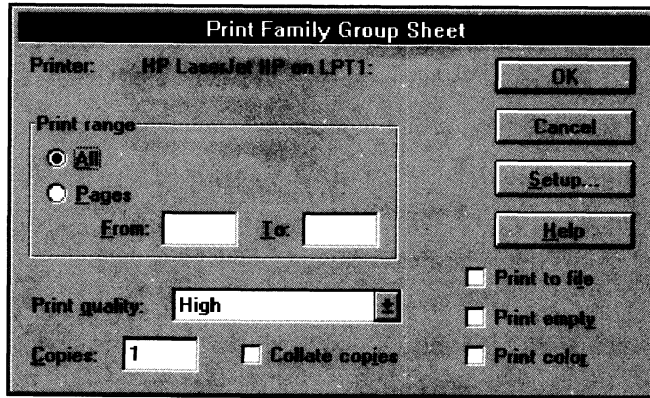 Print Family Group Sheet
Printer: HP LaserJet IIP on LPT1:
OK
Print range
Cancel
All
Pages
Setup...
From: To:
Help
Print to file
Print quality: High
Print empty
Copies: 1 Collate copies
Print color